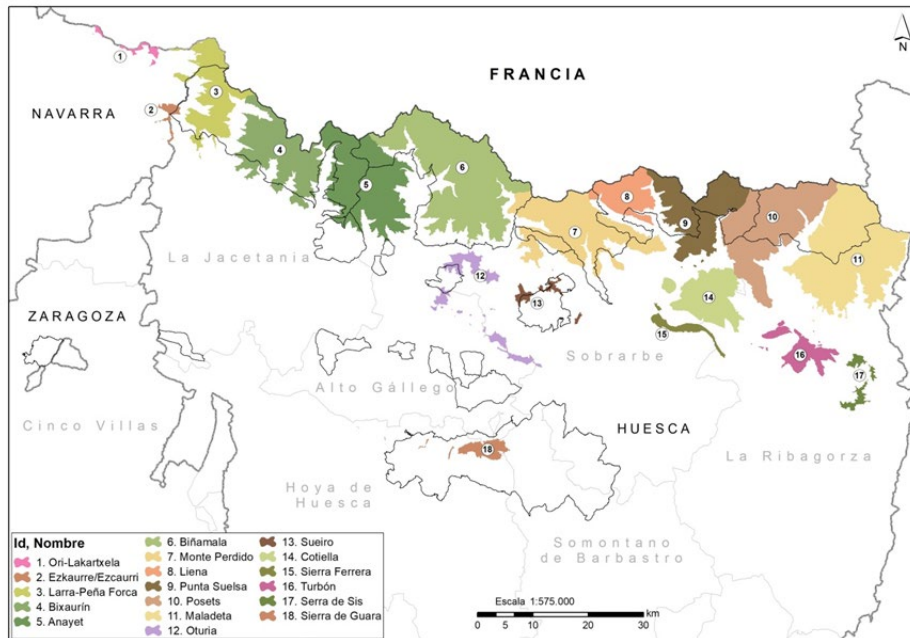 N
FRANCIA
1
NAVARRA
2
3
4
5
6
7
8
9
10
11
La Jacetania
12
13
14
ZARAGOZA
15
Sobrarbe
16
17
Alto Gállego
Cinco Villas
HUESCA
18
La Ribagorza
Hoya de
Huesca
Somontano
de Barbastro
Id, Nombre
1. Ori-Lakartxela
2. Ezkaurre/Ezcaurri
3. Larra-Peña Forca
4. Bixaurín
5. Anayet
6. Biñamala
7. Monte Perdido
8. Liena
9. Punta Suelsa
10. Posets
11. Maladeta
12. Oturia
13. Sueiro
14. Cotiella
15. Sierra Ferrera
16. Turbón
17. Serra de Sis
18. Sierra de Guara
Escala 1:575.000
0 5 10 20 30
km